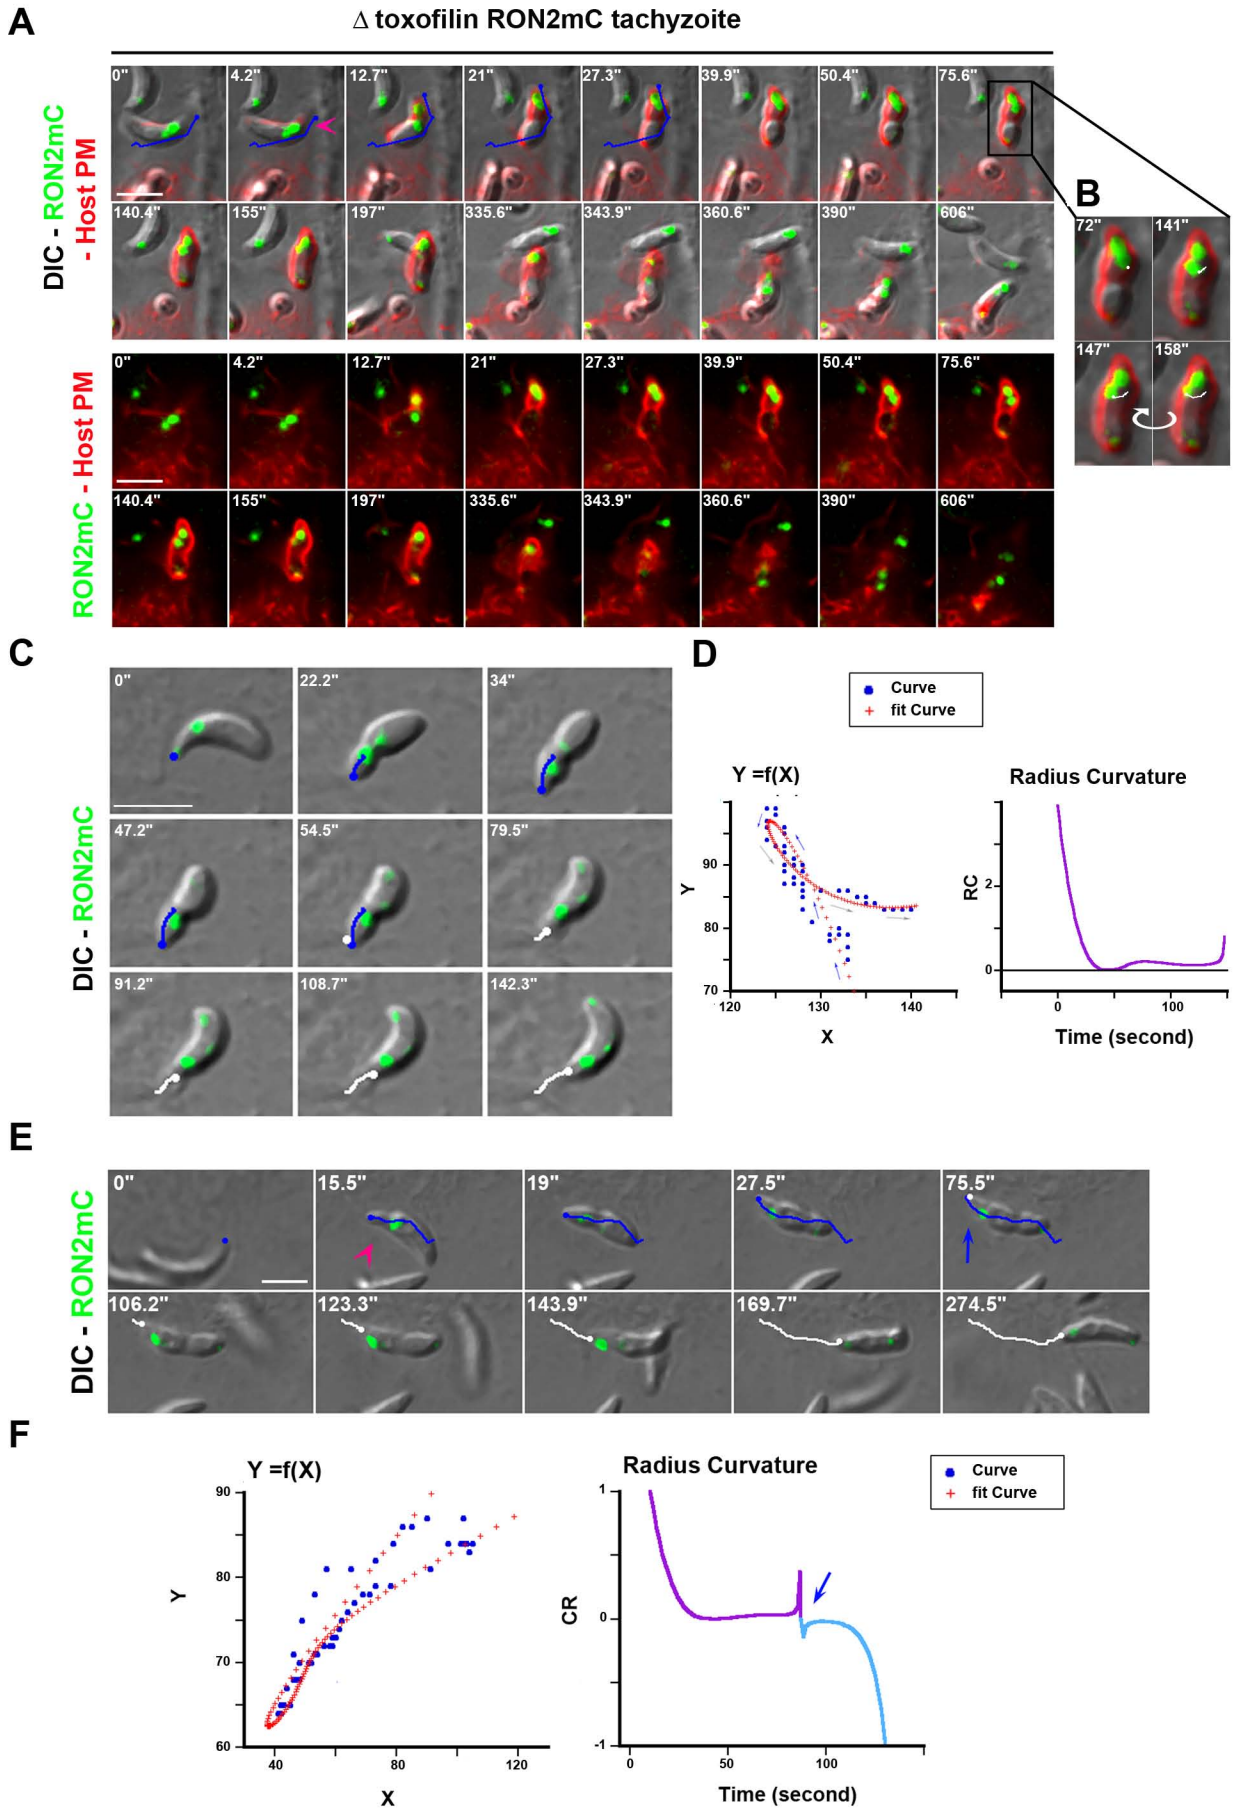 A
Δ toxofilin RON2mC tachyzoite
DIC - RON2mC
- Host PM
0" 4.2" 12.7" 21" 27.3" 39.9" 50.4" 75.6"
140.4" 155" 197" 335.6" 343.9" 360.6" 390" 606"
B
72" 141"
147" 158"
RON2mC - Host PM
0" 4.2" 12.7" 21" 27.3" 39.9" 50.4" 75.6"
140.4" 155" 197" 335.6" 343.9" 360.6" 390" 606"
C
DIC - RON2mC
0" 22.2" 34"
47.2" 54.5" 79.5"
91.2" 108.7" 142.3"
D
Curve
fit Curve
Y =f(X)
Y
90
80
70
120 130 140
X
Radius Curvature
RC
2
0
0 100
Time (second)
E
DIC - RON2mC
0" 15.5" 19" 27.5" 75.5"
106.2" 123.3" 143.9" 169.7" 274.5"
F
Y =f(X)
Y
90
80
70
60
40 80 120
X
Radius Curvature
CR
1
0
-1
0 50 100
Time (second)
Curve
fit Curve